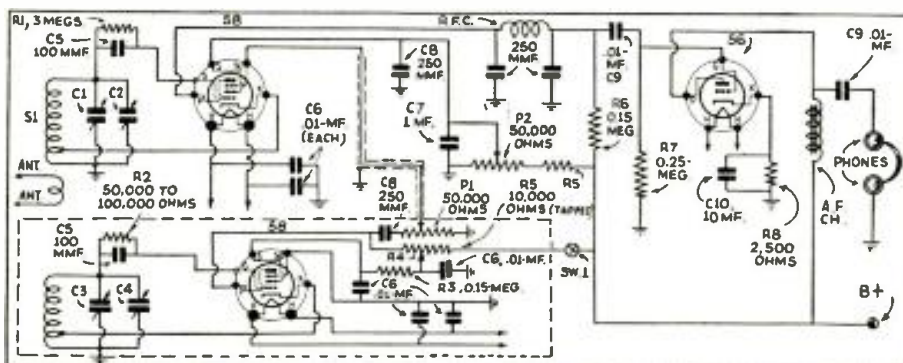 R1, 3 MEGS
C5
100 MMF.
C1
C2
S1
ANT
ANT
58
C6
.01-MF.
(EACH)
R2
50,000 TO
100,000 OHMS
R.F.C.
C8
250
MMF.
250
MMF.
C7
1 MF.
P2
50,000
OHMS
R5
.01-
MF.
C9
R6
0.15
MEG
R7
0.25-
MEG
56
C10
10 MF.
R8
2,500
OHMS
C9 .01-
MF
PHONES
A.F.
CH.
B+
C5
100
MMF.
C3
C4
58
C8
250
MMF.
P1
50,000
OHMS
R5
10,000
OHMS (TAPPED)
R4
C6, .01-MF.
C6
.01-MF
R3, 0.15-MEG.
SW.1